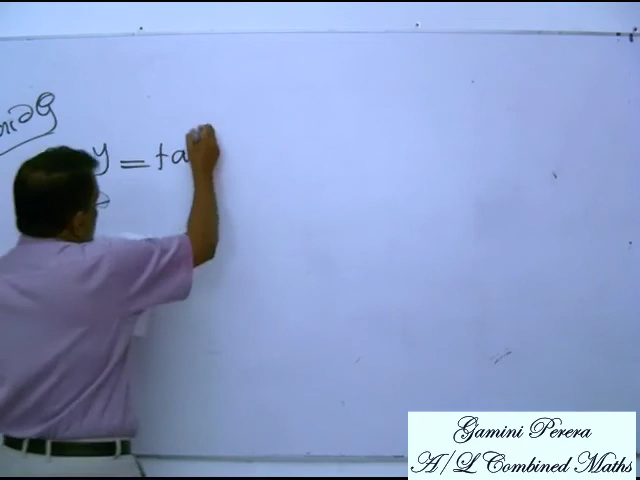 y = ta
Gamini Perera
A/L Combined Maths